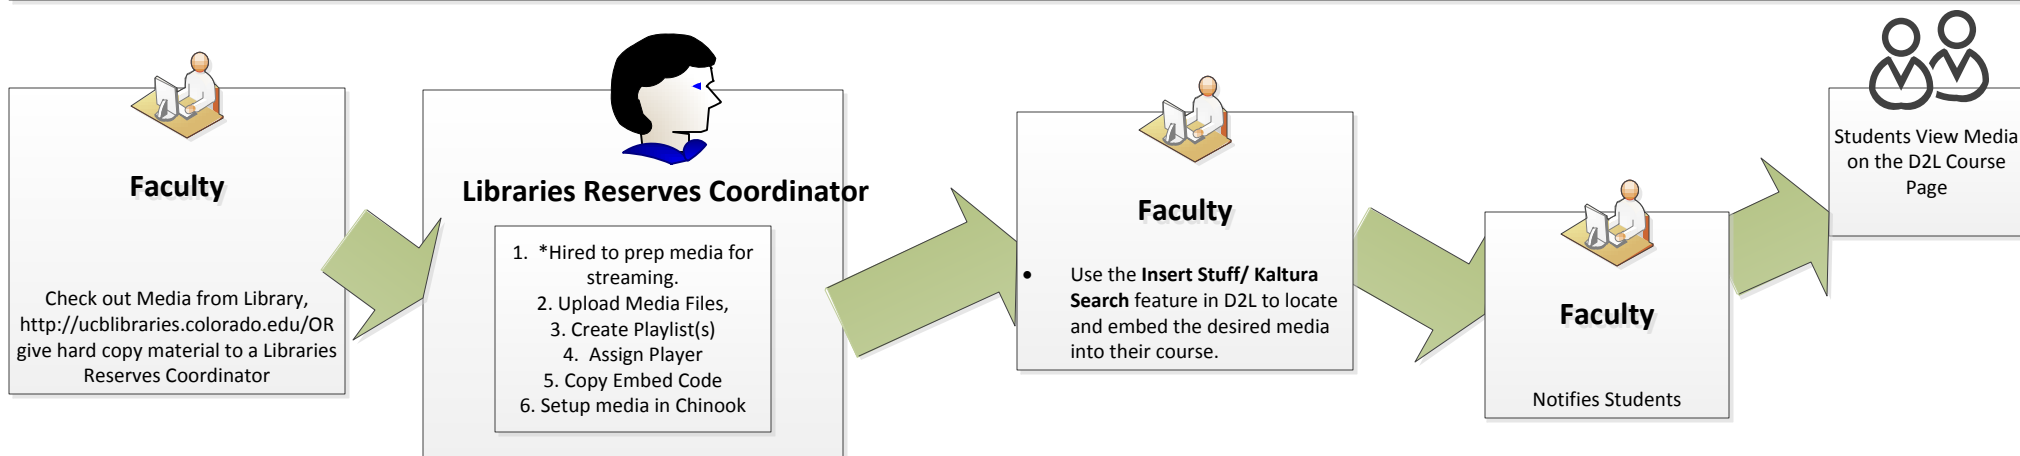 Faculty
Check out Media from Library,
http://ucblibraries.colorado.edu/OR
give hard copy material to a Libraries
Reserves Coordinator
Libraries Reserves Coordinator
1. *Hired to prep media for
streaming.
2. Upload Media Files,
3. Create Playlist(s)
4. Assign Player
5. Copy Embed Code
6. Setup media in Chinook
Faculty
• Use the Insert Stuff/ Kaltura
Search feature in D2L to locate
and embed the desired media
into their course.
Faculty
Notifies Students
Students View Media
on the D2L Course
Page